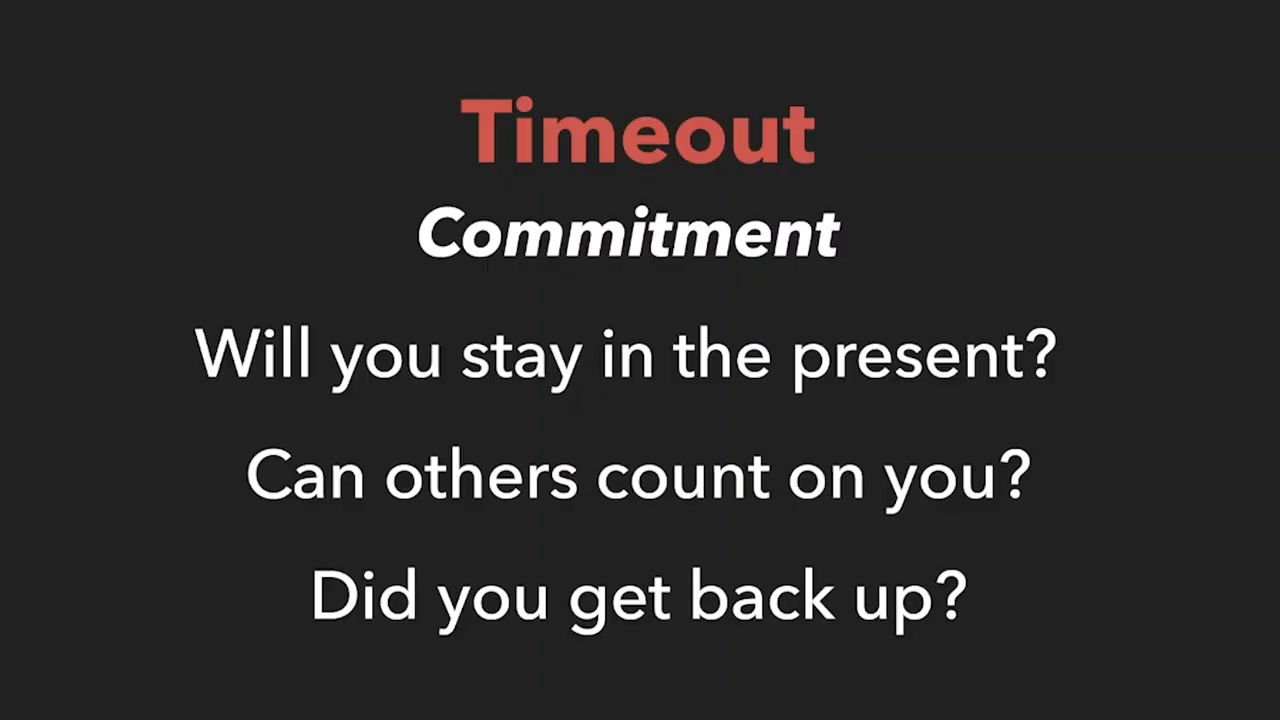 Timeout
Commitment
Will you stay in the present?
Can others count on you?
Did you get back up?